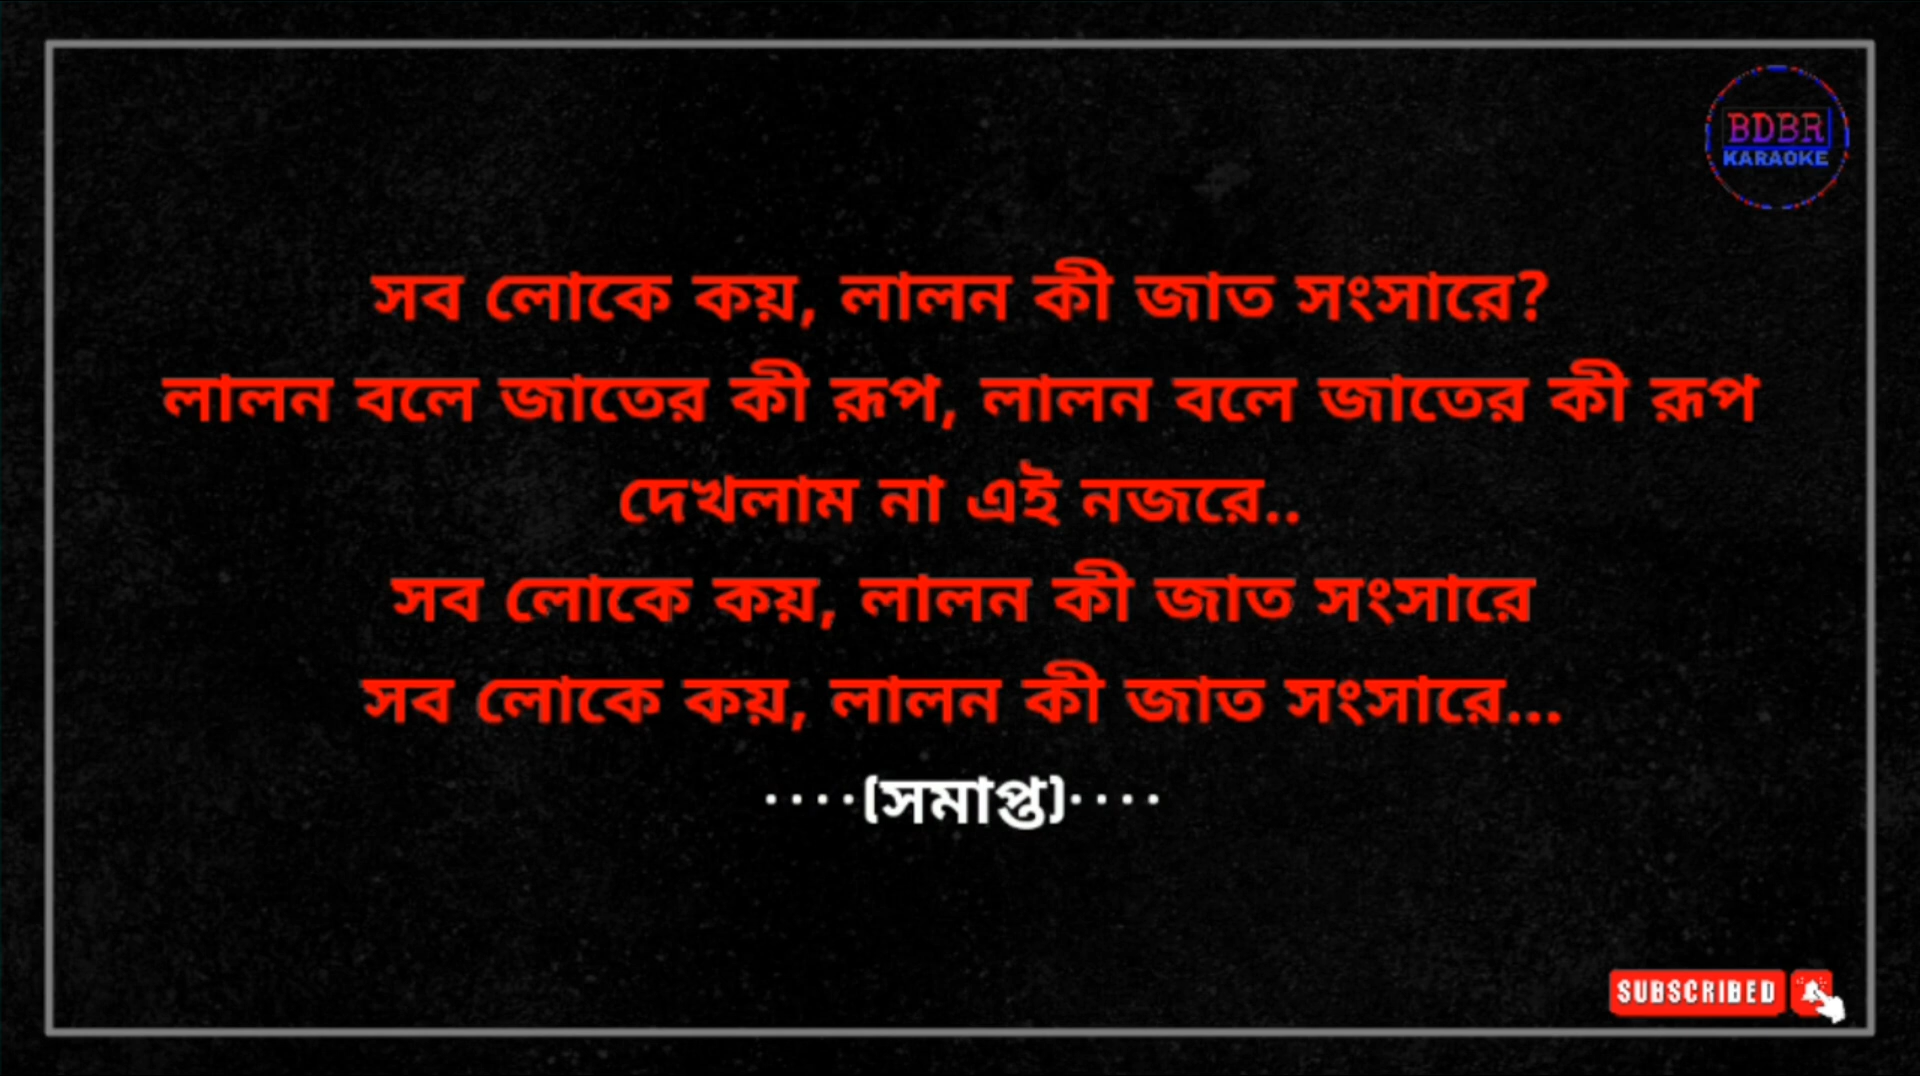 BDBR
KARAOKE
সব লোকে কয়, লালন কী জাত সংসারে?
লালন বলে জাতের কী রূপ, লালন বলে জাতের কী রূপ
দেখলাম না এই নজরে..
সব লোকে কয়, লালন কী জাত সংসারে
সব লোকে কয়, লালন কী জাত সংসারে...
····(সমাপ্ত)····
SUBSCRIBED